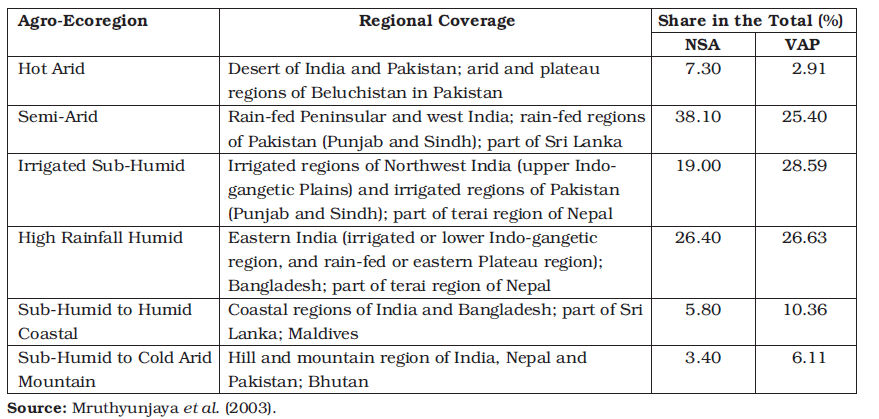 Agro-Ecoregion Regional Coverage Share in the Total (%)
NSA VAP
Hot Arid Desert of India and Pakistan; arid and plateau 7.30 2.91
regions of Beluchistan in Pakistan
Semi-Arid Rain-fed Peninsular and west India; rain-fed regions 38.10 25.40
of Pakistan (Punjab and Sindh); part of Sri Lanka
Irrigated Sub-Humid Irrigated regions of Northwest India (upper Indo- 19.00 28.59
gangetic Plains) and irrigated regions of Pakistan
(Punjab and Sindh); part of terai region of Nepal
High Rainfall Humid Eastern India (irrigated or lower Indo-gangetic 26.40 26.63
region, and rain-fed or eastern Plateau region);
Bangladesh; part of terai region of Nepal
Sub-Humid to Humid Coastal regions of India and Bangladesh; part of Sri 5.80 10.36
Coastal Lanka; Maldives
Sub-Humid to Cold Arid Hill and mountain region of India, Nepal and 3.40 6.11
Mountain Pakistan; Bhutan
Source: Mruthyunjaya et al. (2003).